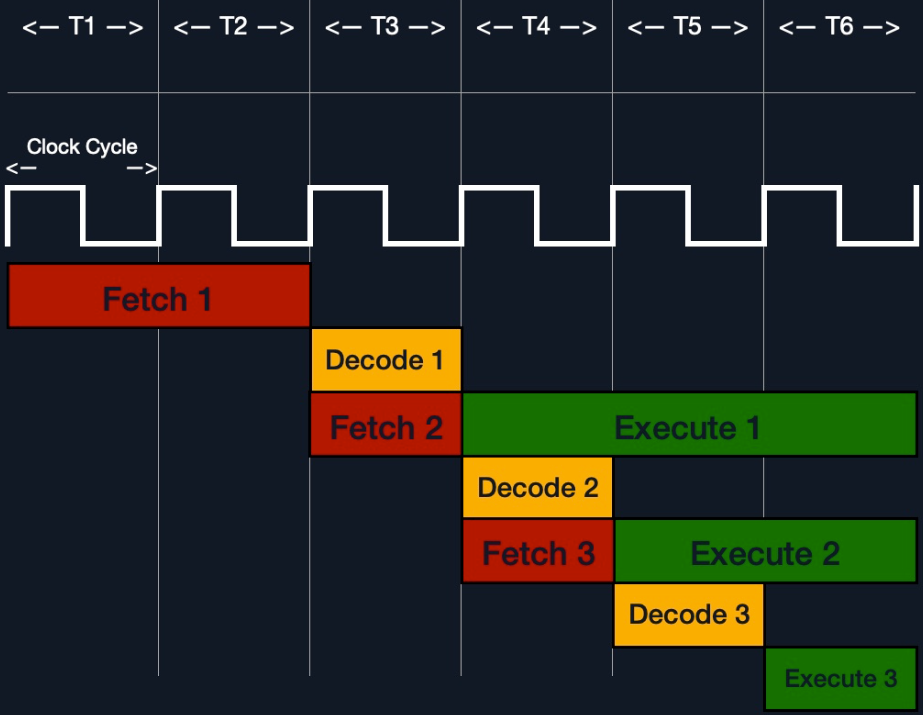 <— T1 —> <— T2 —> <— T3 —> <— T4 —> <— T5 —> <— T6 —>
Clock Cycle
<— —>
Fetch 1
Decode 1
Fetch 2 Execute 1
Decode 2
Fetch 3 Execute 2
Decode 3
Execute 3